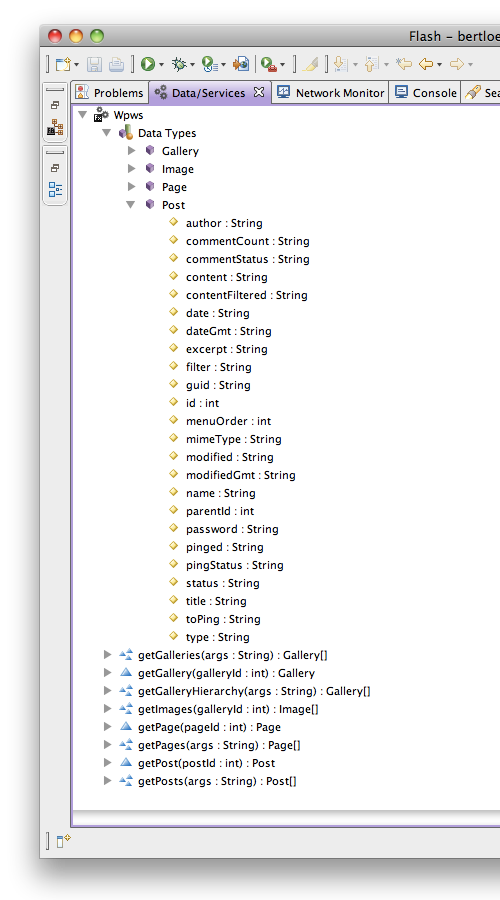 Flash – bertloe
Problems
Data/Services
Network Monitor
Console
Sea
Wpws
Data Types
Gallery
Image
Page
Post
author : String
commentCount : String
commentStatus : String
content : String
contentFiltered : String
date : String
dateGmt : String
excerpt : String
filter : String
guid : String
id : int
menuOrder : int
mimeType : String
modified : String
modifiedGmt : String
name : String
parentId : int
password : String
pinged : String
pingStatus : String
status : String
title : String
toPing : String
type : String
getGalleries(args : String) : Gallery[]
getGallery(galleryId : int) : Gallery
getGalleryHierarchy(args : String) : Gallery[]
getImages(galleryId : int) : Image[]
getPage(pageId : int) : Page
getPages(args : String) : Page[]
getPost(postId : int) : Post
getPosts(args : String) : Post[]